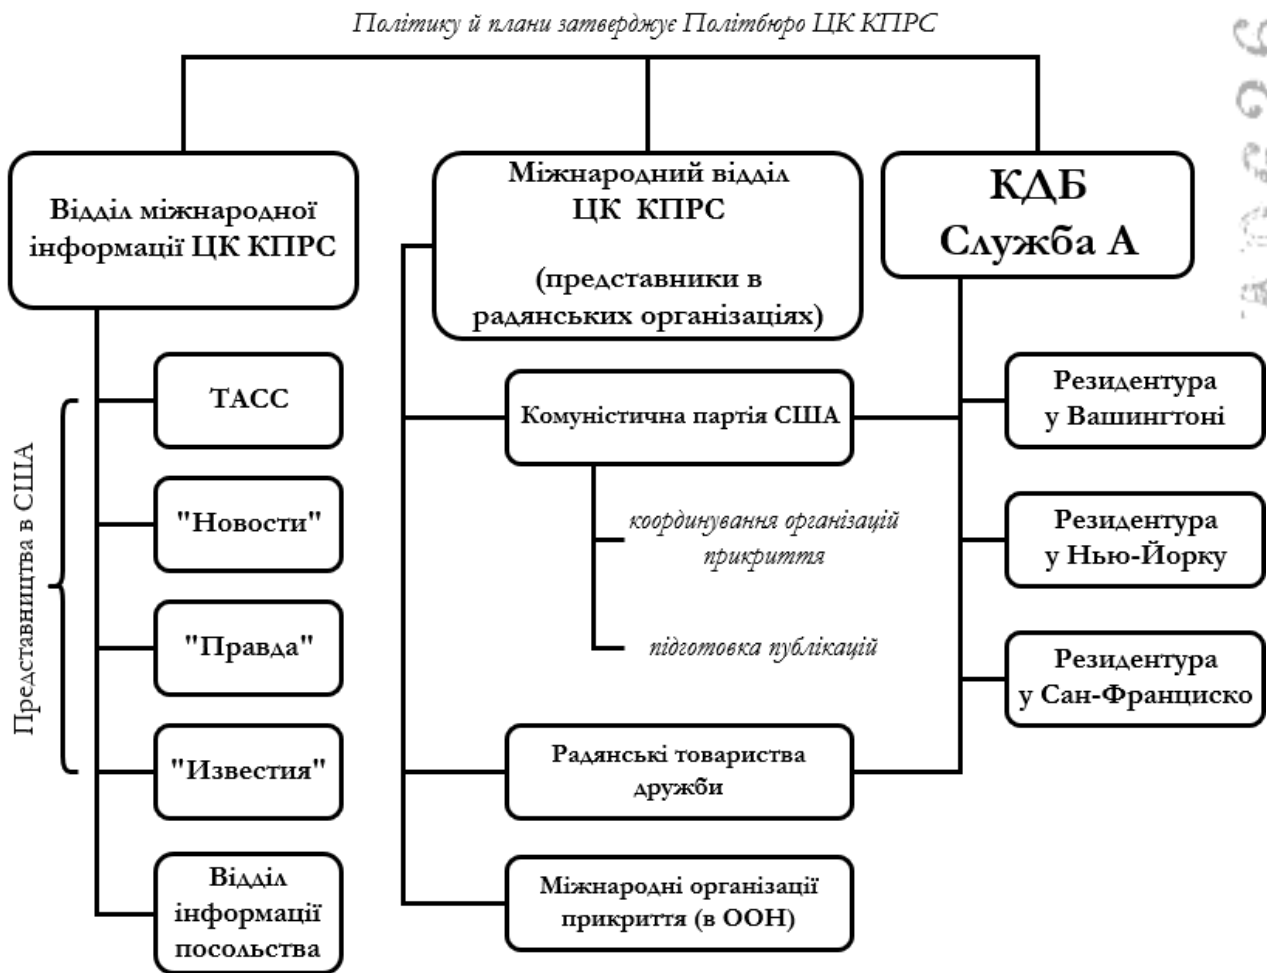 Політику й плани затверджує Політбюро ЦК КПРС
Відділ міжнародної
інформації ЦК КПРС
Міжнародний відділ
ЦК КПРС
(представники в
радянських організаціях)
КДБ
Служба А
Представництва в США
ТАСС
"Новости"
"Правда"
"Известия"
Відділ
інформації
посольства
Комуністична партія США
координування організацій
прикриття
підготовка публікацій
Радянські товариства
дружби
Міжнародні організації
прикриття (в ООН)
Резидентура
у Вашингтоні
Резидентура
у Нью-Йорку
Резидентура
у Сан-Франциско